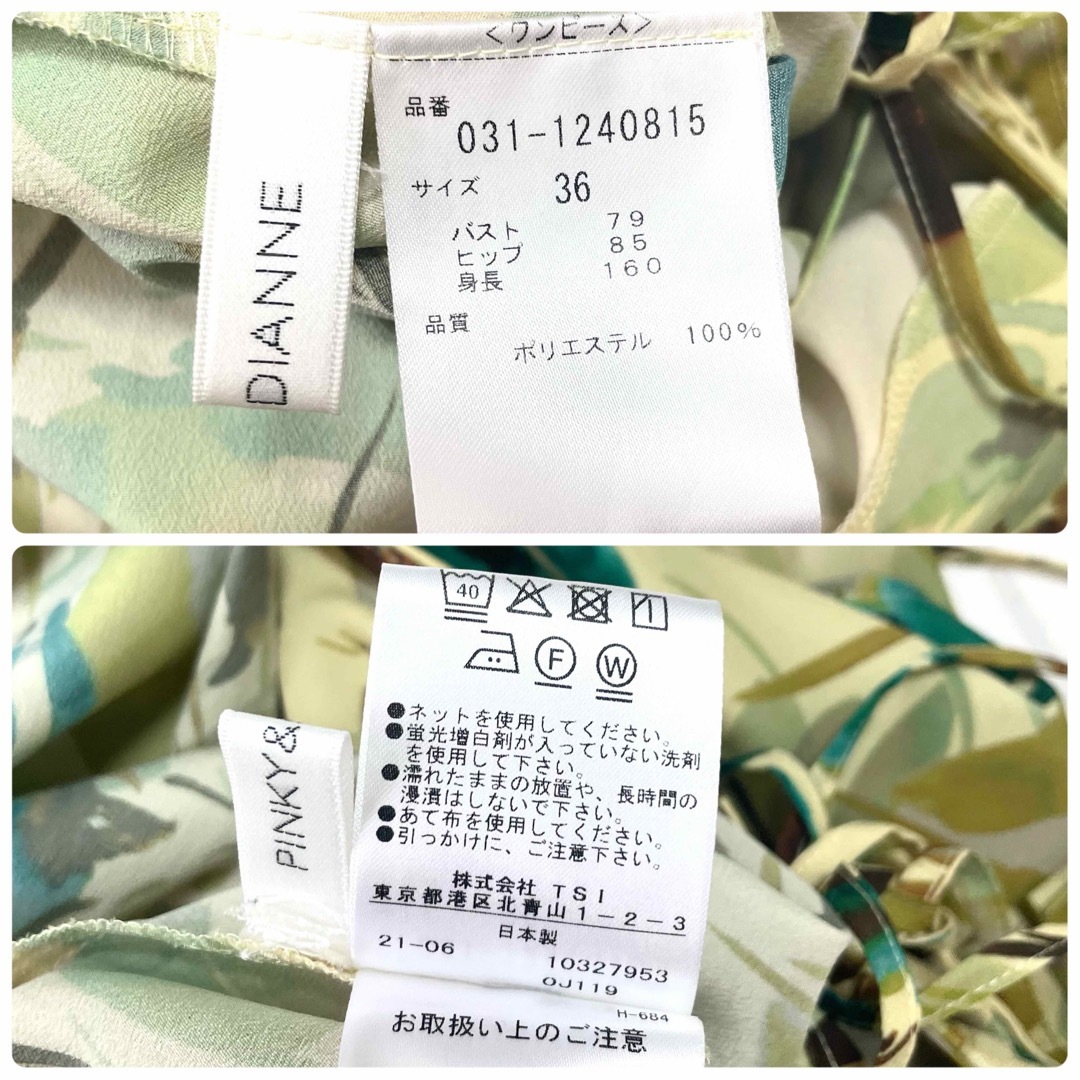 <ワンピース>
品番
031-1240815
サイズ 36
バスト 79
ヒップ 85
身長 160
品質
ポリエステル 100%
DIANNE
40
F W
●ネットを使用してください。
●蛍光増白剤が入っていない洗剤
を使用して下さい。
●濡れたままの放置や、長時間の
浸漬はしないで下さい。
●あて布を使用してください。
●引っかけに、ご注意下さい。
株式会社 TSI
東京都港区北青山1-2-3
日本製
21-06
10327953
OJ119
H-684
お取扱い上のご注意
PINKY&